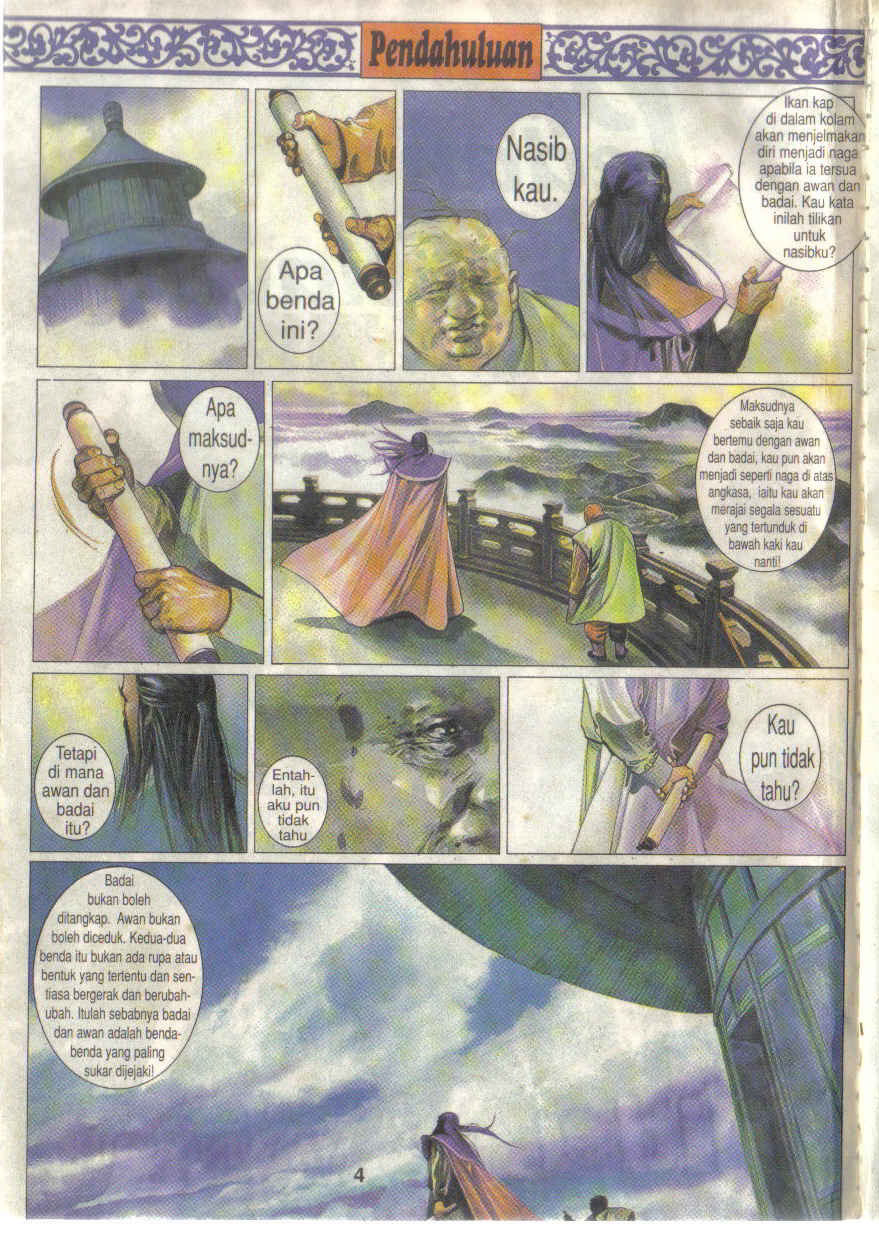 Pendahuluan
Apa
benda
ini?
Nasib
kau.
Ikan kap
di dalam kolam
akan menjelmakan
diri menjadi naga
apabila ia tersua
dengan awan dan
badai. Kau kata
inilah tilikan
untuk
nasibku?
Apa
maksud-
nya?
Maksudnya
sebaik saja kau
bertemu dengan awan
dan badai, kau pun akan
menjadi seperti naga di atas
angkasa, iaitu kau akan
merajai segala sesuatu
yang tertunduk di
bawah kaki kau
nanti!
Tetapi
di mana
awan dan
badai
itu?
Entah-
lah, itu
aku pun
tidak
tahu
Kau
pun tidak
tahu?
Badai
bukan boleh
ditangkap. Awan bukan
boleh diceduk. Kedua-dua
benda itu bukan ada rupa atau
bentuk yang tertentu dan sen-
tiasa bergerak dan berubah-
ubah. Itulah sebabnya badai
dan awan adalah benda-
benda yang paling
sukar dijejaki!
4